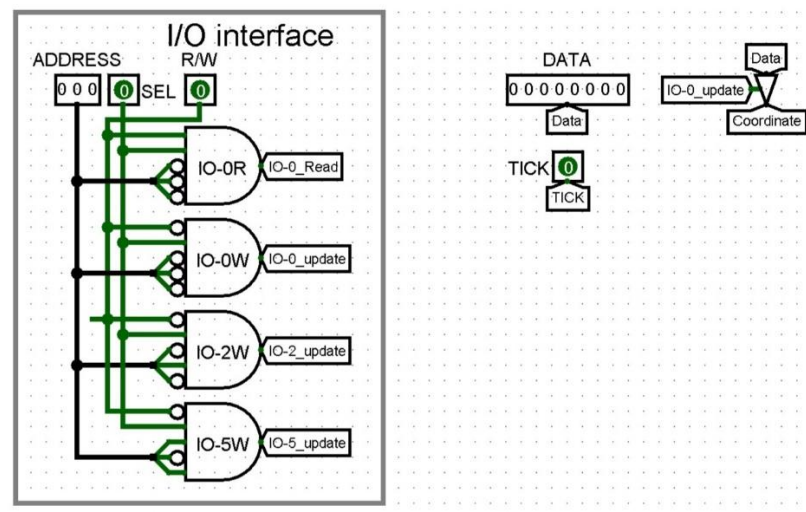 I/O interface
ADDRESS
R/W
0 0 0
0
SEL
0
IO-0R
IO-0_Read
IO-0W
IO-0_update
IO-2W
IO-2_update
IO-5W
IO-5_update
DATA
0 0 0 0 0 0 0 0
Data
TICK
0
TICK
Data
IO-0_update
Coordinate